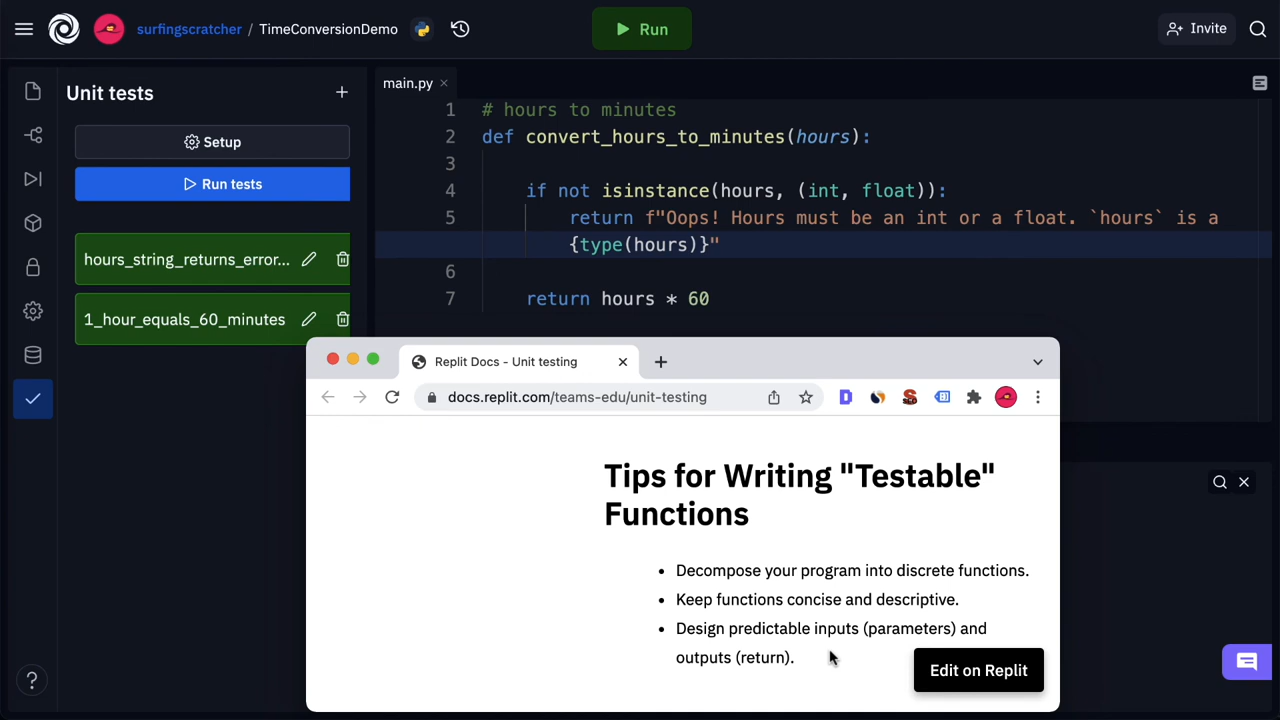 surfingscratcher / TimeConversionDemo
Run
Invite
Unit tests
Setup
Run tests
hours_string_returns_error...
1_hour_equals_60_minutes
main.py
1 # hours to minutes
2 def convert_hours_to_minutes(hours):
3
4 if not isinstance(hours, (int, float)):
5 return f"Oops! Hours must be an int or a float. `hours` is a
{type(hours)}"
6
7 return hours * 60
Replit Docs - Unit testing
docs.replit.com/teams-edu/unit-testing
Tips for Writing "Testable"
Functions
• Decompose your program into discrete functions.
• Keep functions concise and descriptive.
• Design predictable inputs (parameters) and
outputs (return).
Edit on Replit
?